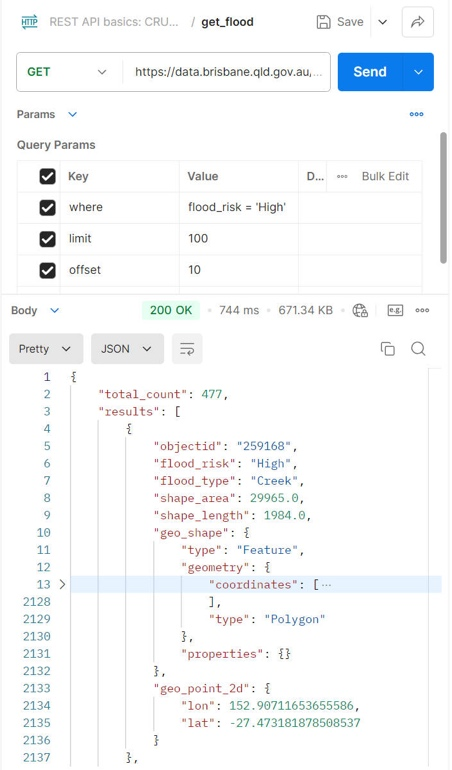 HTTP REST API basics: CRU... / get_flood Save
GET https://data.brisbane.qld.gov.au/... Send
Params
Query Params
Key Value D... Bulk Edit
where flood_risk = 'High'
limit 100
offset 10
Body 200 OK 744 ms 671.34 KB e.g.
Pretty JSON
1 {
2 "total_count": 477,
3 "results": [
4 {
5 "objectid": "259168",
6 "flood_risk": "High",
7 "flood_type": "Creek",
8 "shape_area": 29965.0,
9 "shape_length": 1984.0,
10 "geo_shape": {
11 "type": "Feature",
12 "geometry": {
13 "coordinates": [...
2128 ],
2129 "type": "Polygon"
2130 },
2131 "properties": {}
2132 },
2133 "geo_point_2d": {
2134 "lon": 152.90711653655586,
2135 "lat": -27.473181878508537
2136 }
2137 },